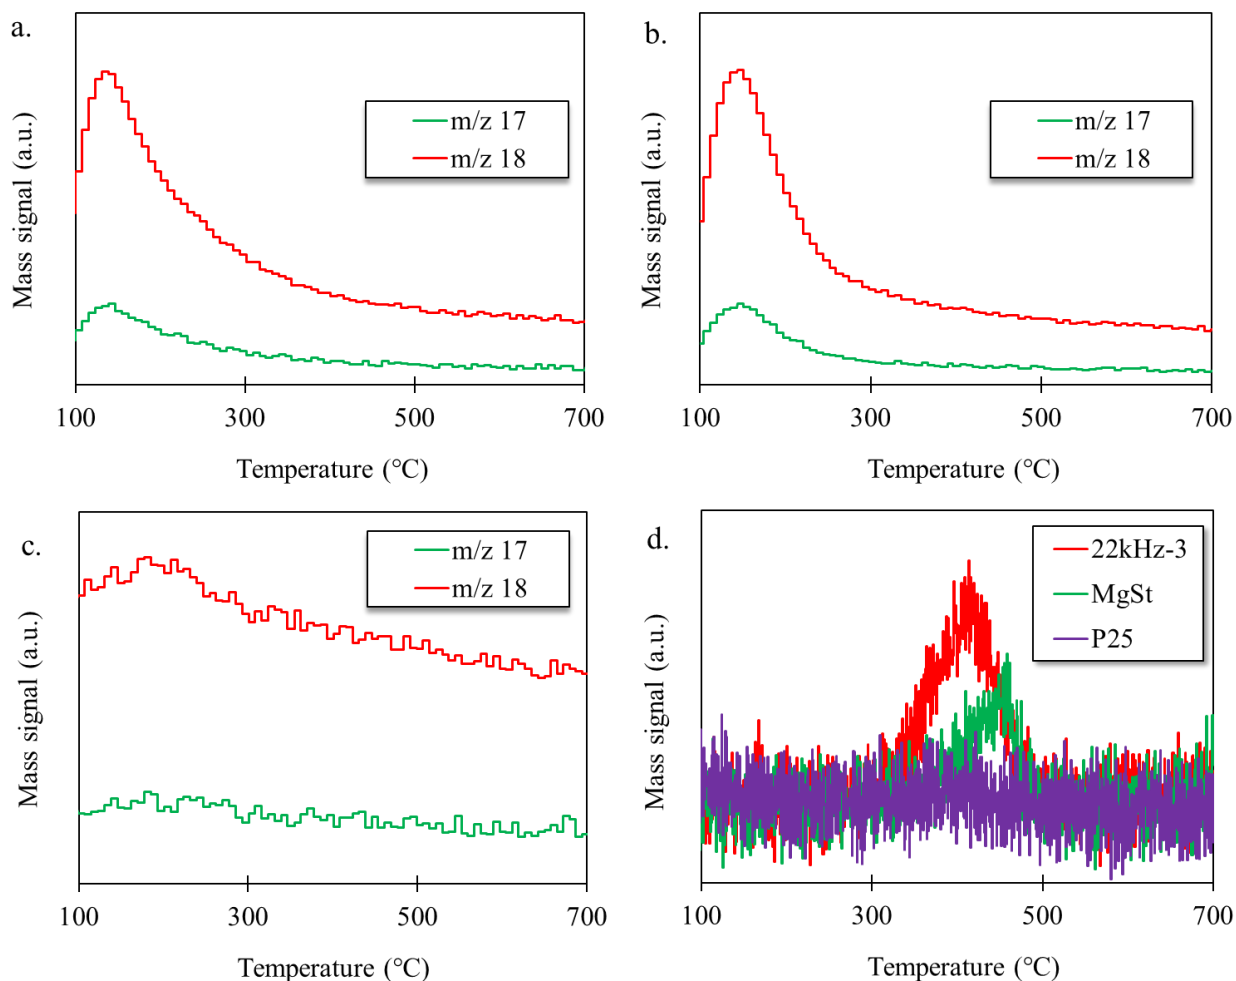 a.
Mass signal (a.u.)
m/z 17
m/z 18
100
300
500
700
Temperature (°C)
b.
Mass signal (a.u.)
m/z 17
m/z 18
100
300
500
700
Temperature (°C)
c.
Mass signal (a.u.)
m/z 17
m/z 18
100
300
500
700
Temperature (°C)
d.
Mass signal (a.u.)
22kHz-3
MgSt
P25
100
300
500
700
Temperature (°C)